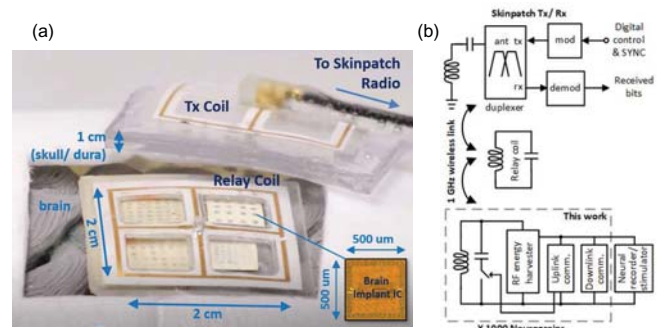 (a)
To Skinpatch
Radio
Tx Coil
1 cm
(skull/ dura)
Relay Coil
brain
2 cm
2 cm
500 um
500 um
Brain
Implant IC
(b)
Skinpatch Tx/ Rx
ant tx
rx
duplexer
mod
demod
Digital
control
& SYNC
Received
bits
1 GHz wireless link
Relay coil
This work
RF energy
harvester
Uplink
comm.
Downlink
comm.
Neural
recorder/
stimulator
X 1000 Neurograins